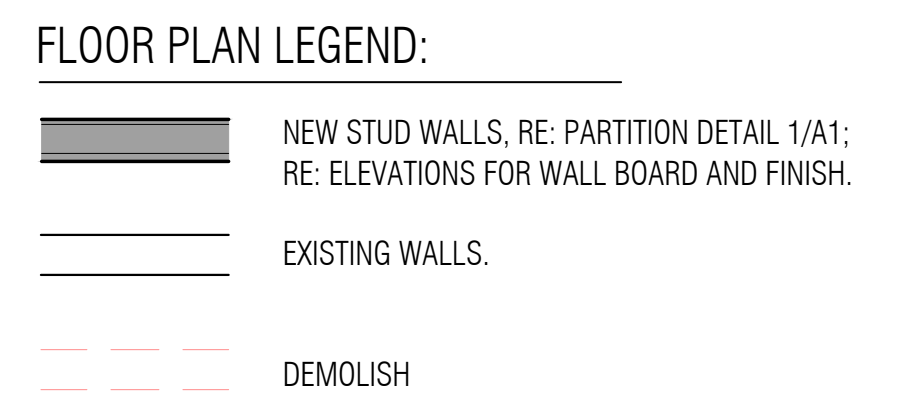 FLOOR PLAN LEGEND:
NEW STUD WALLS, RE: PARTITION DETAIL 1/A1;
RE: ELEVATIONS FOR WALL BOARD AND FINISH.
EXISTING WALLS.
DEMOLISH